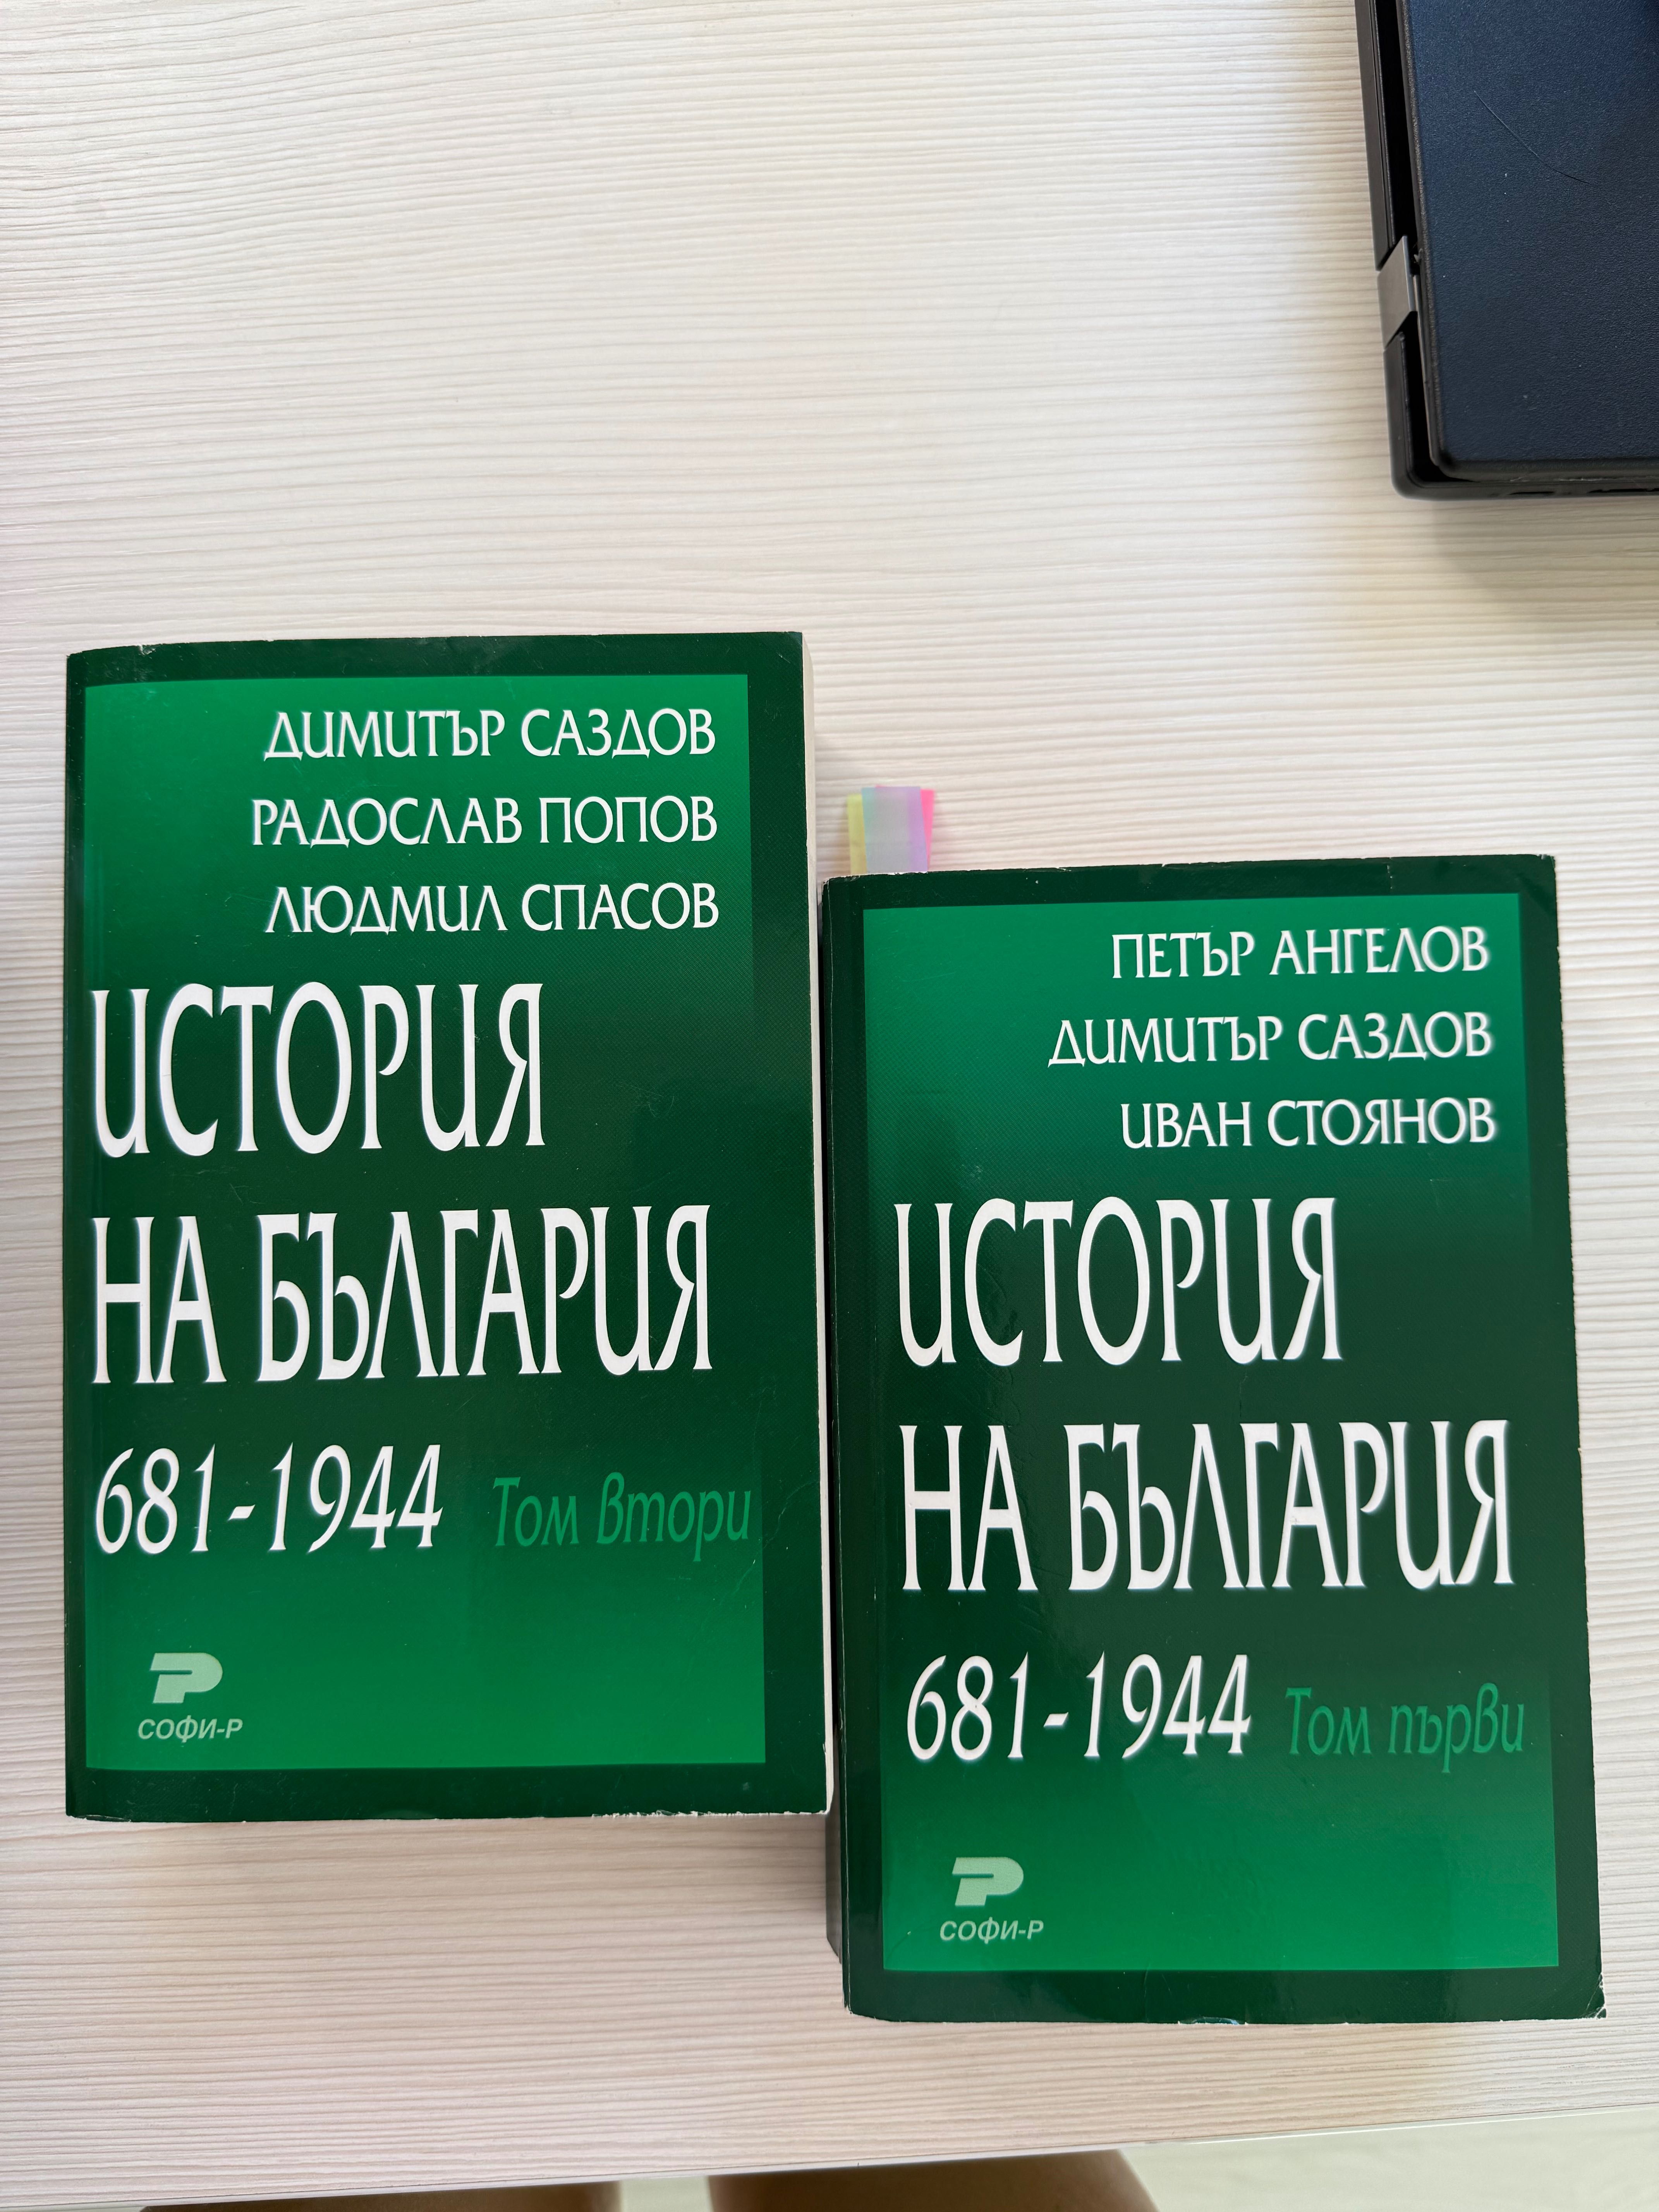 ДИМИТЪР САЗДОВ
РАДОСЛАВ ПОПОВ
ЛЮДМИЛ СПАСОВ
ИСТОРИЯ
НА БЪЛГАРИЯ
681-1944 Том втори
СОФИ-Р
ПЕТЪР АНГЕЛОВ
ДИМИТЪР САЗДОВ
ИВАН СТОЯНОВ
ИСТОРИЯ
НА БЪЛГАРИЯ
681-1944 Том първи
СОФИ-Р